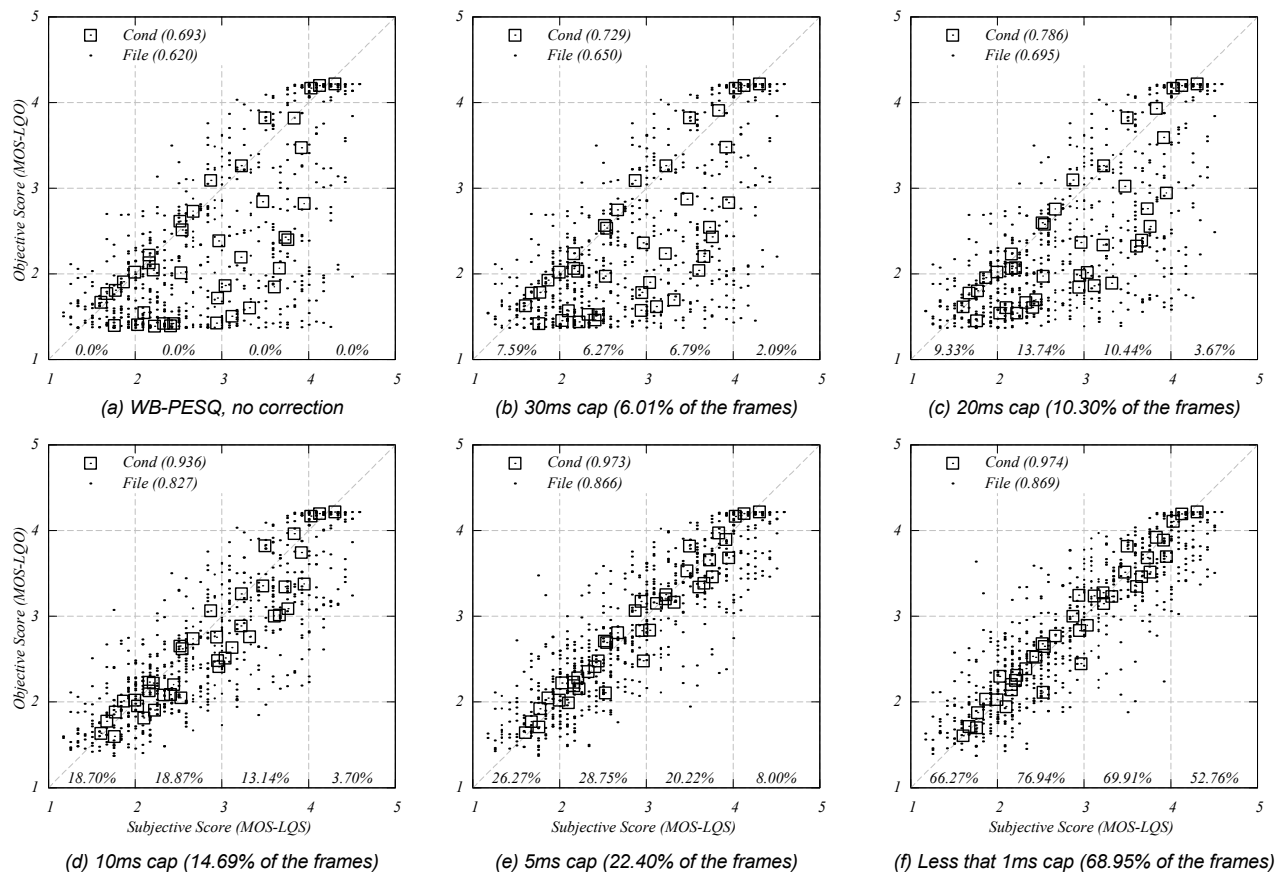 5
4
3
2
1
1 2 3 4 5
Objective Score (MOS-LQO)
Cond (0.693)
File (0.620)
0.0% 0.0% 0.0% 0.0%
(a) WB-PESQ, no correction
5
4
3
2
1
1 2 3 4 5
Cond (0.729)
File (0.650)
7.59% 6.27% 6.79% 2.09%
(b) 30ms cap (6.01% of the frames)
5
4
3
2
1
1 2 3 4 5
Cond (0.786)
File (0.695)
9.33% 13.74% 10.44% 3.67%
(c) 20ms cap (10.30% of the frames)
5
4
3
2
1
1 2 3 4 5
Objective Score (MOS-LQO)
Cond (0.936)
File (0.827)
18.70% 18.87% 13.14% 3.70%
Subjective Score (MOS-LQS)
(d) 10ms cap (14.69% of the frames)
5
4
3
2
1
1 2 3 4 5
Cond (0.973)
File (0.866)
26.27% 28.75% 20.22% 8.00%
Subjective Score (MOS-LQS)
(e) 5ms cap (22.40% of the frames)
5
4
3
2
1
1 2 3 4 5
Cond (0.974)
File (0.869)
66.27% 76.94% 69.91% 52.76%
Subjective Score (MOS-LQS)
(f) Less that 1ms cap (68.95% of the frames)